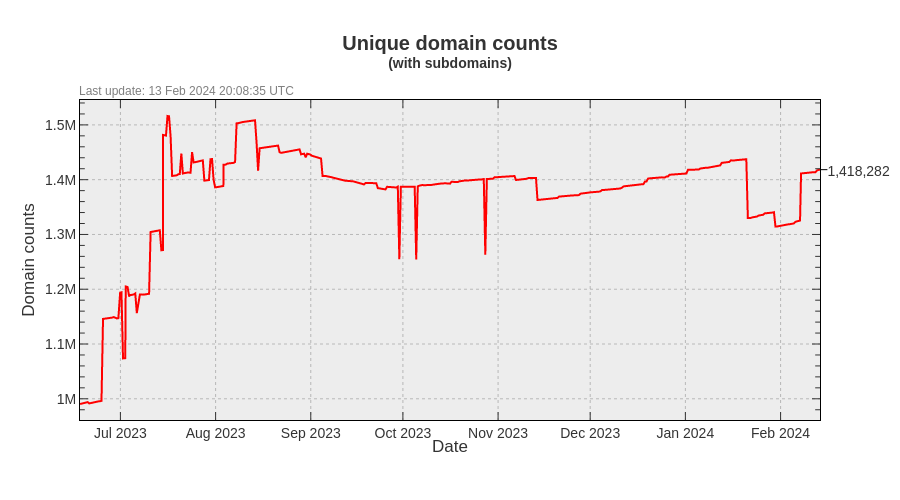 Unique domain counts
(with subdomains)
Last update: 13 Feb 2024 20:08:35 UTC
1.5M
1.4M
1,418,282
1.3M
1.2M
1.1M
1M
Domain counts
Jul 2023 Aug 2023 Sep 2023 Oct 2023 Nov 2023 Dec 2023 Jan 2024 Feb 2024
Date